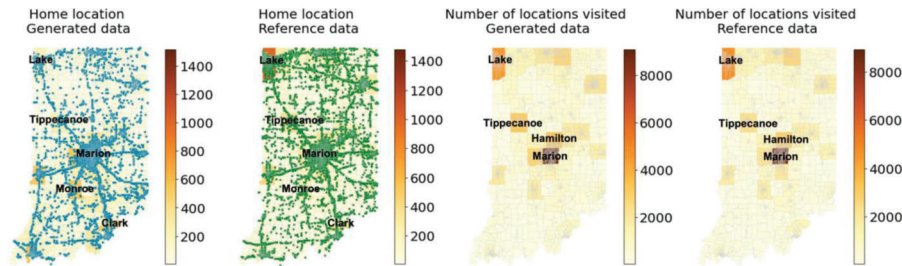 Home location
Generated data
Lake
Tippecanoe
Marion
Monroe
Clark
1400
1200
1000
800
600
400
200
Home location
Reference data
Lake
Tippecanoe
Marion
Monroe
Clark
1400
1200
1000
800
600
400
200
Number of locations visited
Generated data
Lake
Tippecanoe
Hamilton
Marion
8000
6000
4000
2000
Number of locations visited
Reference data
Lake
Tippecanoe
Hamilton
Marion
8000
6000
4000
2000